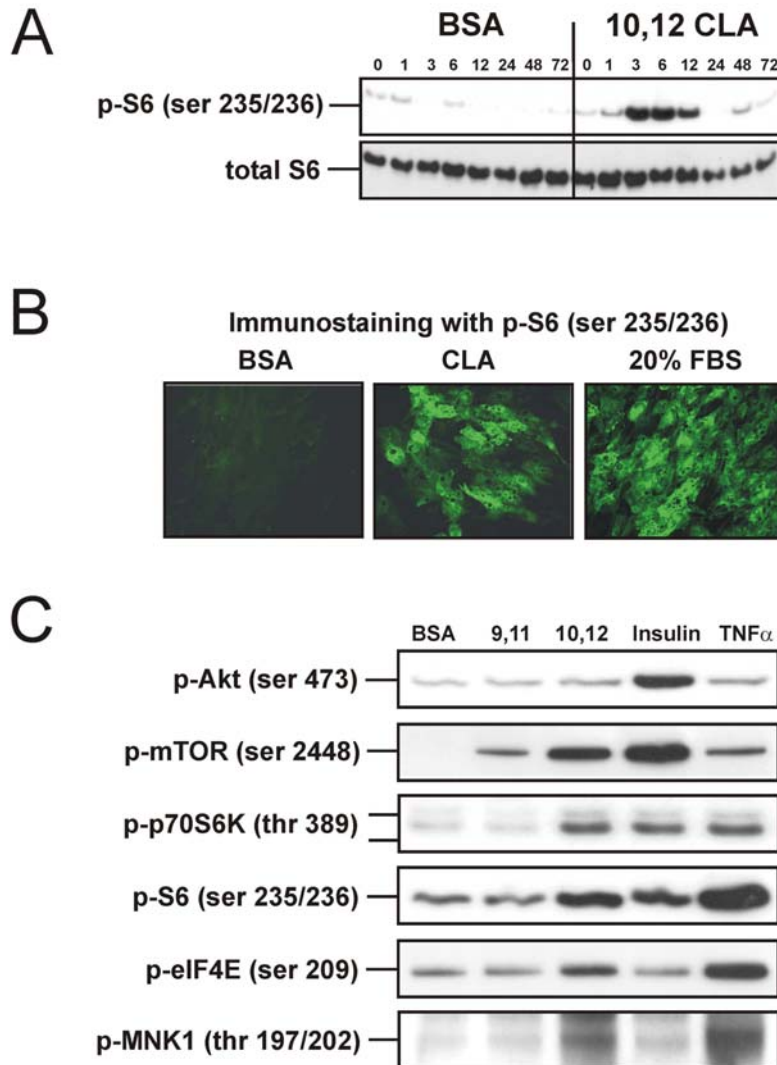 A
BSA 10,12 CLA
0 1 3 6 12 24 48 72 0 1 3 6 12 24 48 72
p-S6 (ser 235/236)
total S6
B
Immunostaining with p-S6 (ser 235/236)
BSA CLA 20% FBS
C
BSA 9,11 10,12 Insulin TNFα
p-Akt (ser 473)
p-mTOR (ser 2448)
p-p70S6K (thr 389)
p-S6 (ser 235/236)
p-eIF4E (ser 209)
p-MNK1 (thr 197/202)